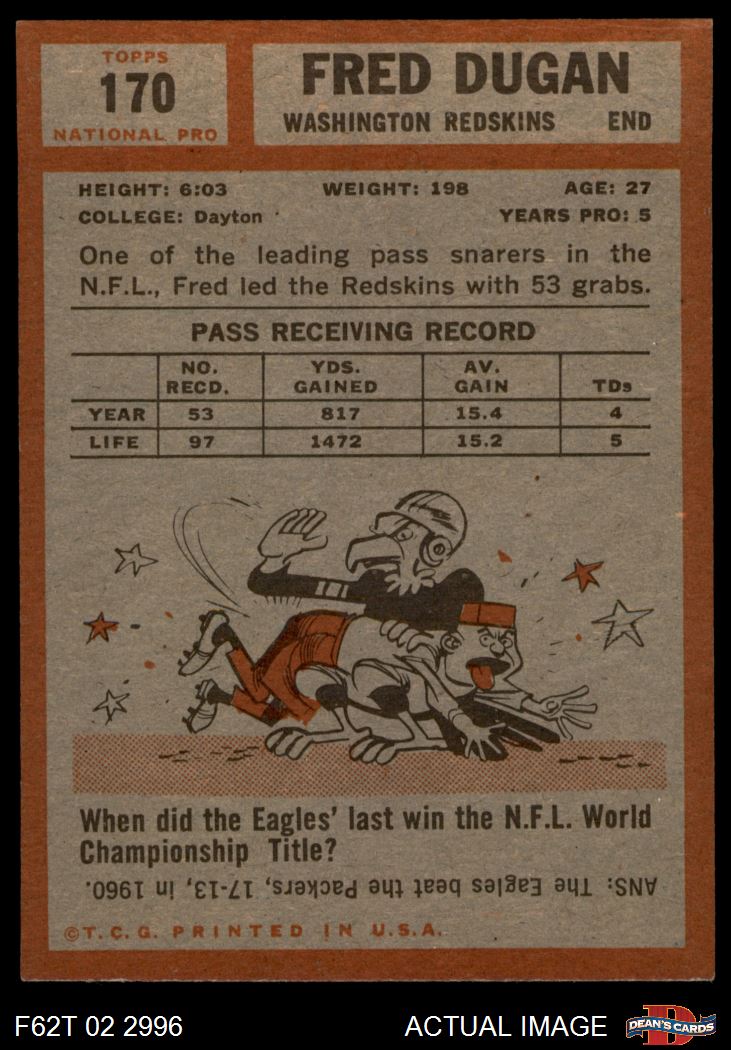 TOPPS
170
NATIONAL PRO
FRED DUGAN
WASHINGTON REDSKINS END
HEIGHT: 6:03 WEIGHT: 198 AGE: 27
COLLEGE: Dayton YEARS PRO: 5
One of the leading pass snarers in the
N.F.L., Fred led the Redskins with 53 grabs.
PASS RECEIVING RECORD
NO. RECD. YDS. GAINED AV. GAIN TDs
YEAR 53 817 15.4 4
LIFE 97 1472 15.2 5
When did the Eagles' last win the N.F.L. World
Championship Title?
ANS: The Eagles beat the Packers, 17-13, in 1960.
©T.C.G. PRINTED IN U.S.A.
F62T 02 2996 ACTUAL IMAGE
D
DEAN'S CARDS